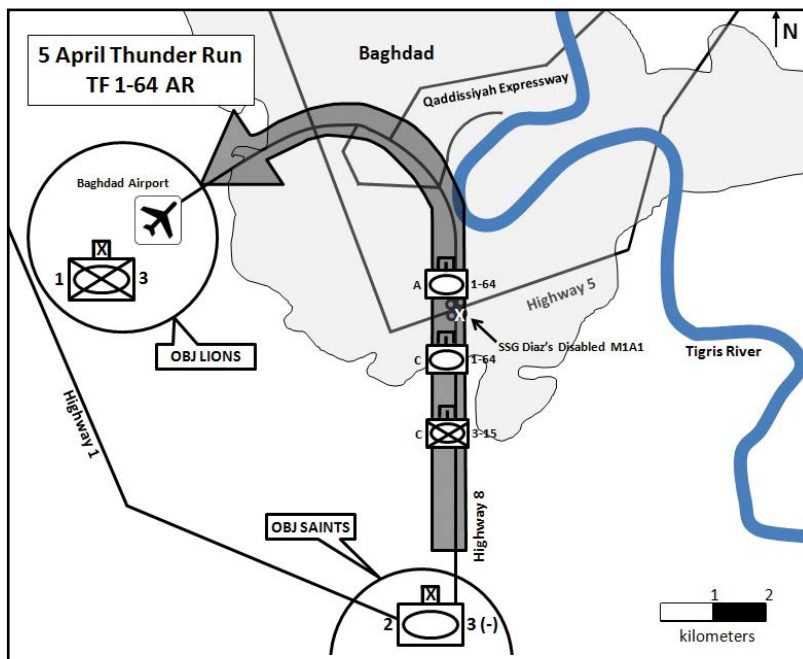 5 April Thunder Run
TF 1-64 AR
Baghdad
N
Qaddissiyah Expressway
Baghdad Airport
X
1
3
A
1-64
Highway 5
X
SSG Diaz's Disabled M1A1
OBJ LIONS
C
1-64
Tigris River
Highway 1
C
3-15
Highway 8
OBJ SAINTS
X
2
3 (-)
1
2
kilometers